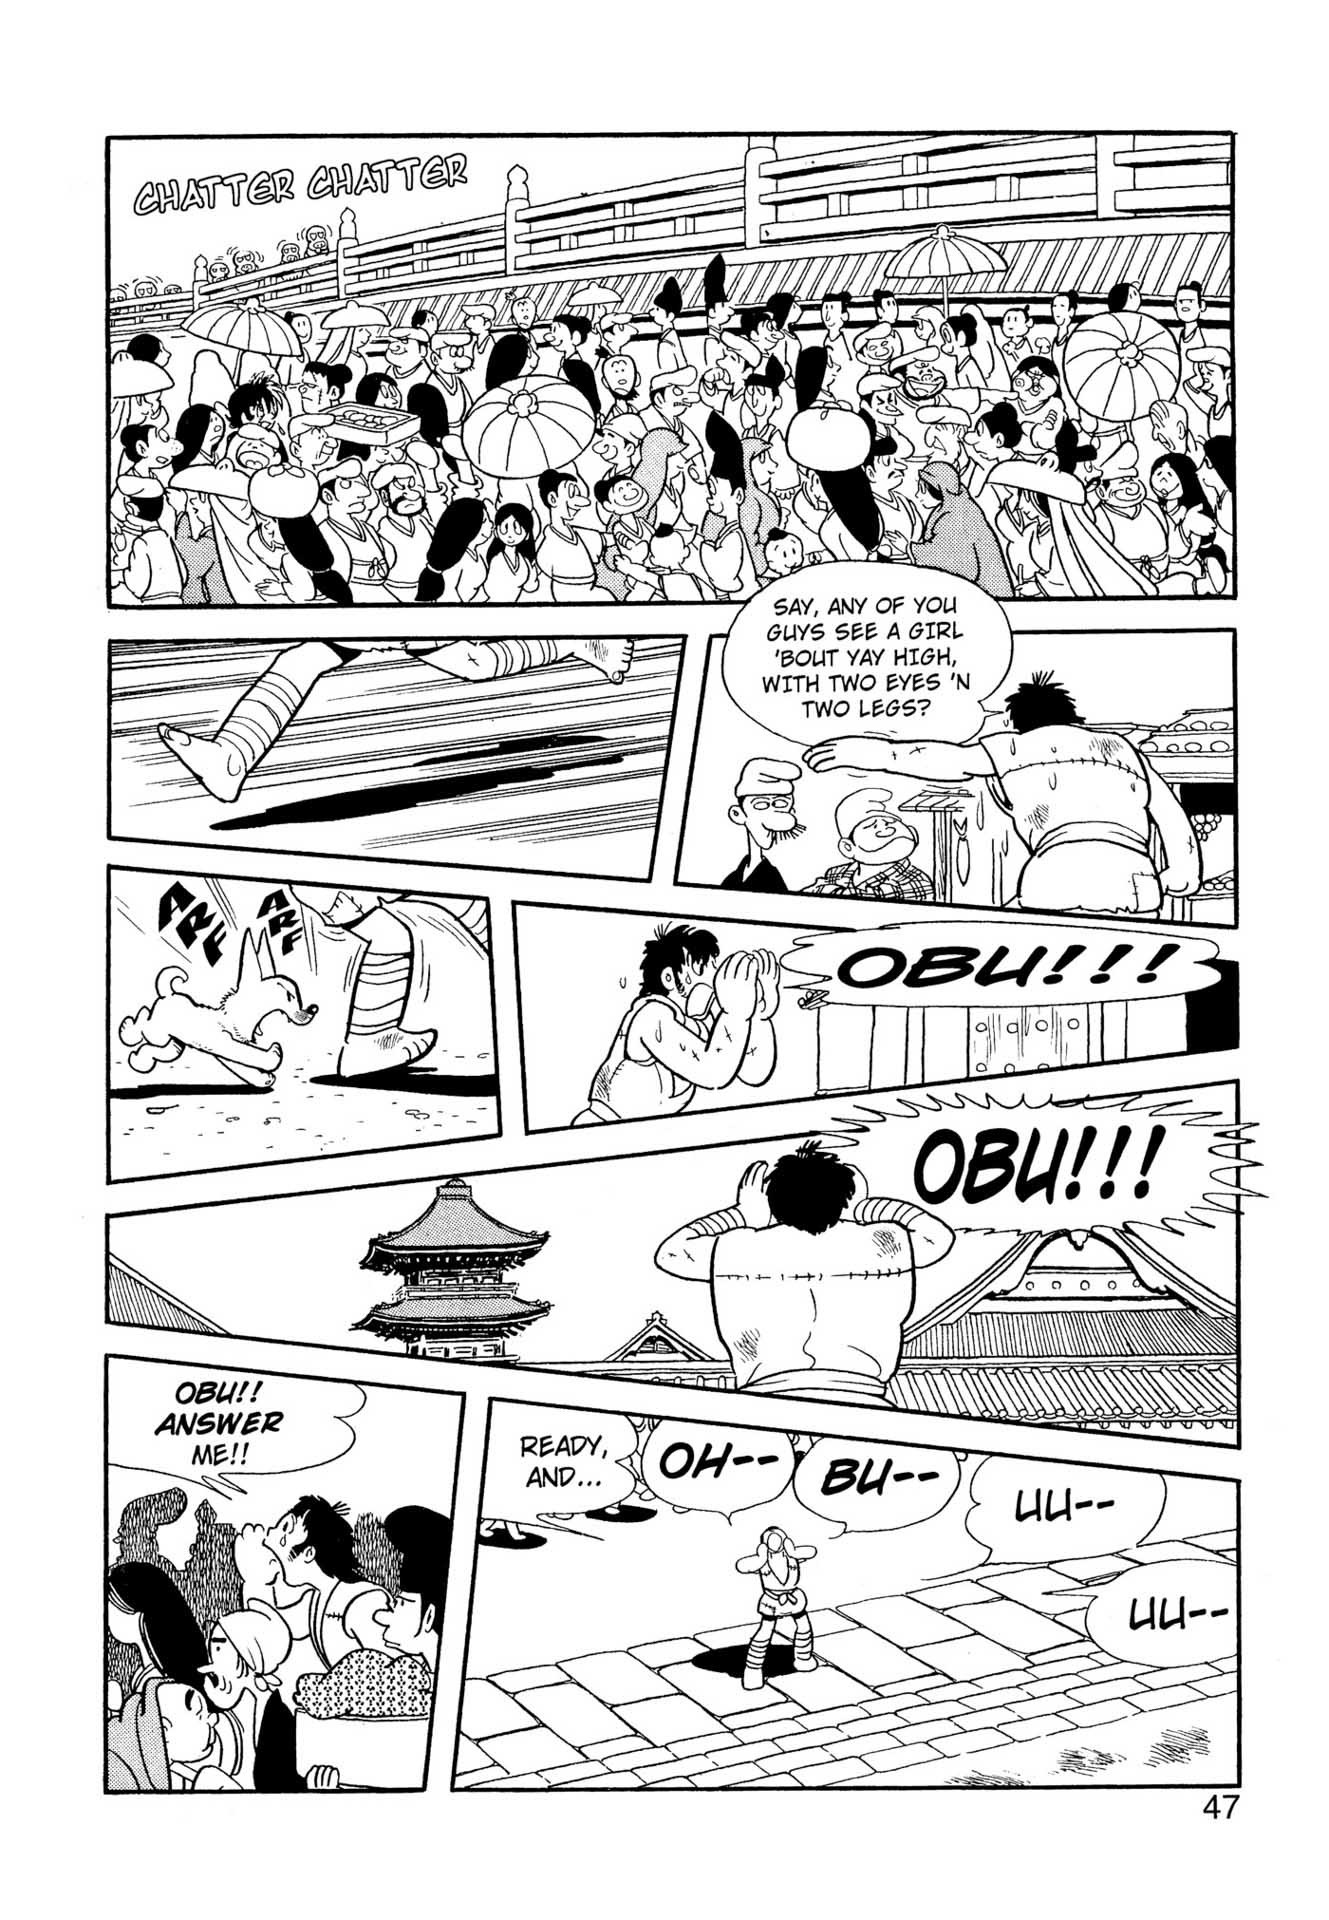 CHATTER CHATTER
SAY, ANY OF YOU
GUYS SEE A GIRL
'BOUT YAY HIGH,
WITH TWO EYES 'N
TWO LEGS?
ARF
ARF
OBU!!!
OBU!!!
OBU!!
ANSWER
ME!!
READY,
AND...
OH--
BU--
UU--
UU--
47